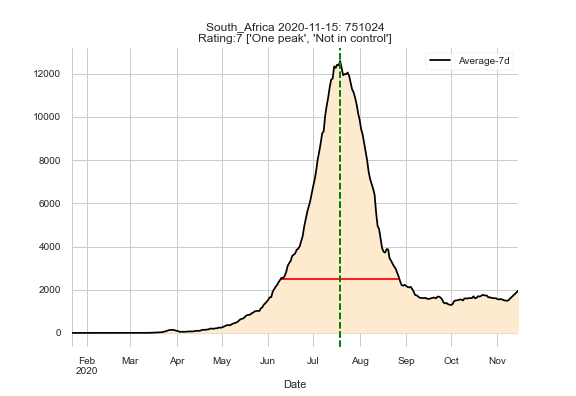 South_Africa 2020-11-15: 751024
Rating:7 ['One peak', 'Not in control']
Average-7d
12000
10000
8000
6000
4000
2000
0
Feb Mar Apr May Jun Jul Aug Sep Oct Nov
2020
Date